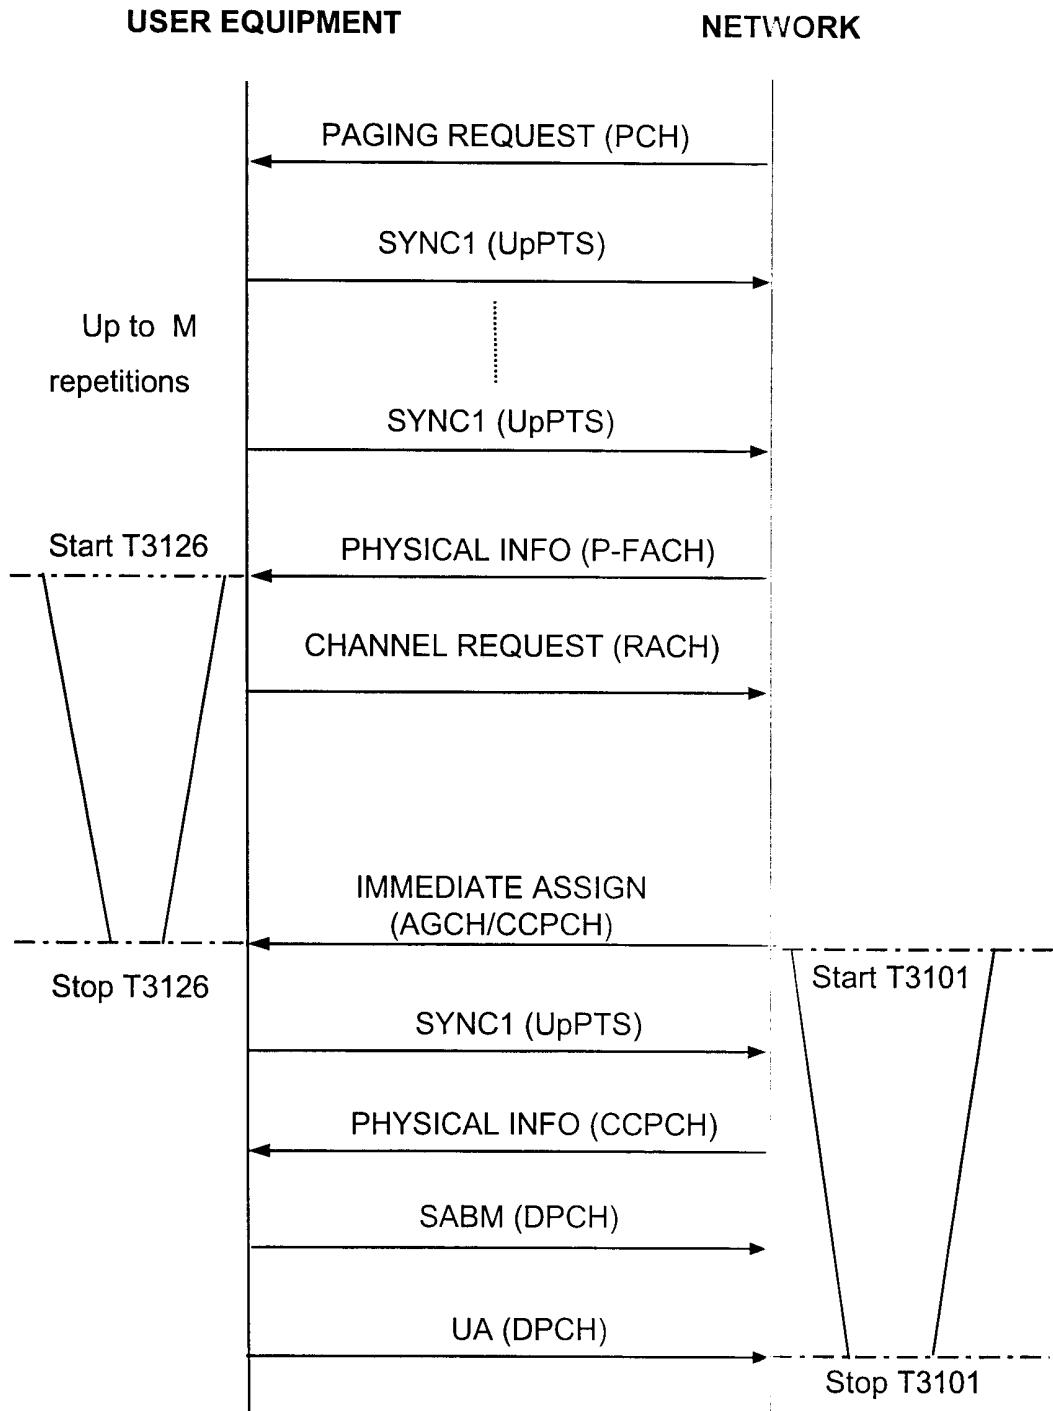 USER EQUIPMENT
NETWORK
PAGING REQUEST (PCH)
SYNC1 (UpPTS)
Up to M
repetitions
SYNC1 (UpPTS)
Start T3126
PHYSICAL INFO (P-FACH)
CHANNEL REQUEST (RACH)
IMMEDIATE ASSIGN
(AGCH/CCPCH)
Stop T3126
Start T3101
SYNC1 (UpPTS)
PHYSICAL INFO (CCPCH)
SABM (DPCH)
UA (DPCH)
Stop T3101